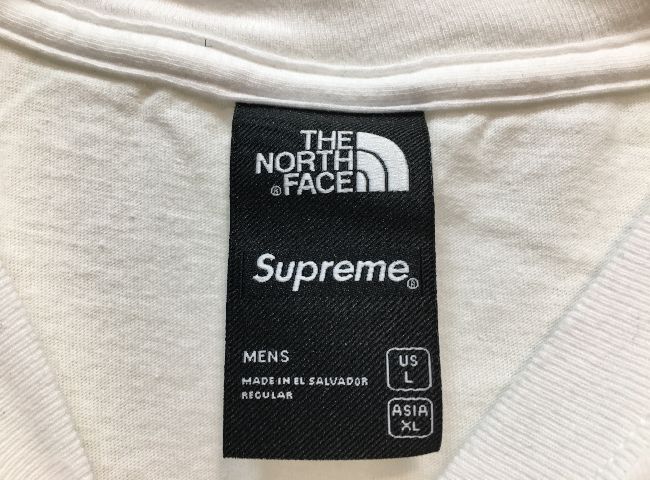 THE
NORTH
® FACE
Supreme®
MENS
MADE IN EL SALVADOR
REGULAR
US
L
ASIA
XL